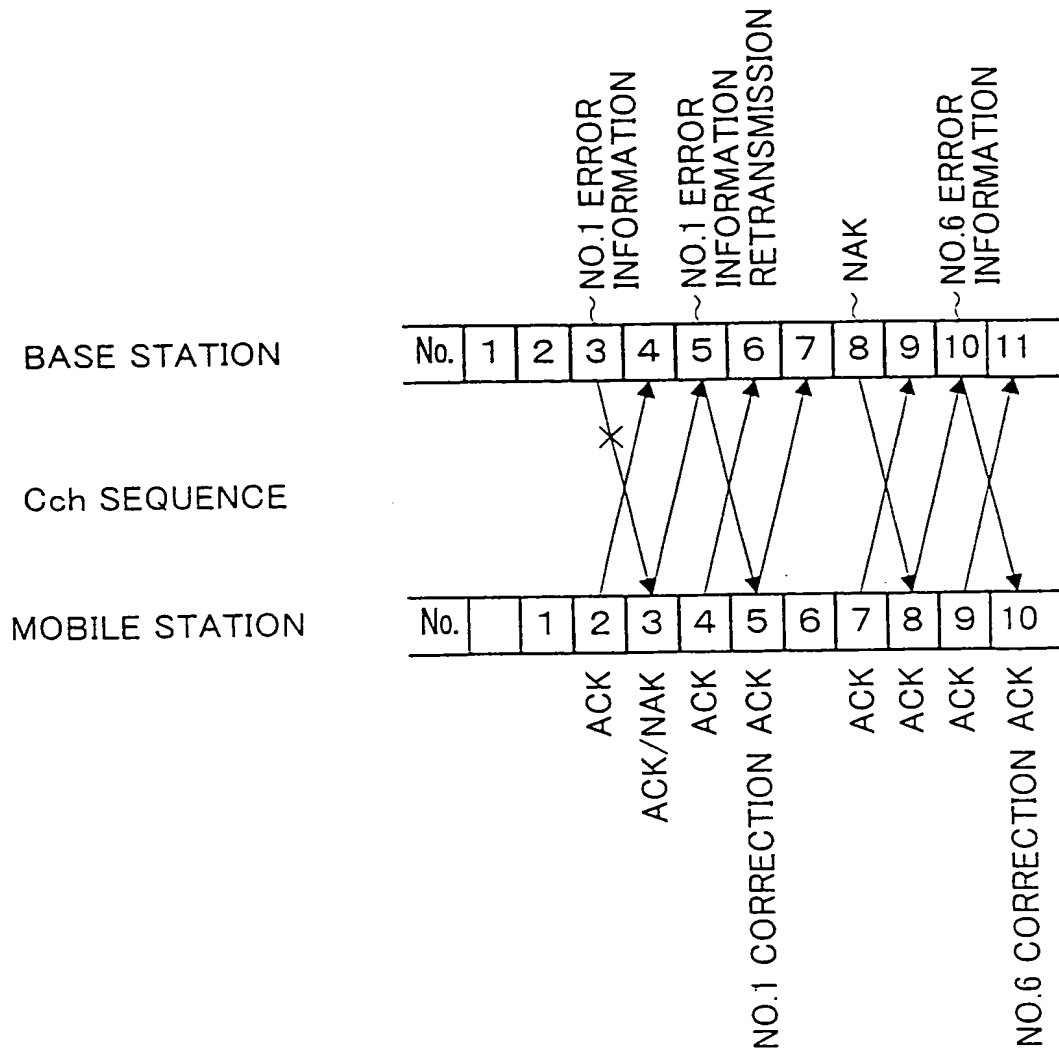 NO.1 ERROR
INFORMATION
NO.1 ERROR
INFORMATION
RETRANSMISSION
NAK
NO.6 ERROR
INFORMATION
BASE STATION
No. 1 2 3 4 5 6 7 8 9 10 11
Cch SEQUENCE
MOBILE STATION
No. 1 2 3 4 5 6 7 8 9 10
ACK
ACK/NAK
ACK
NO.1 CORRECTION ACK
ACK
ACK
ACK
NO.6 CORRECTION ACK